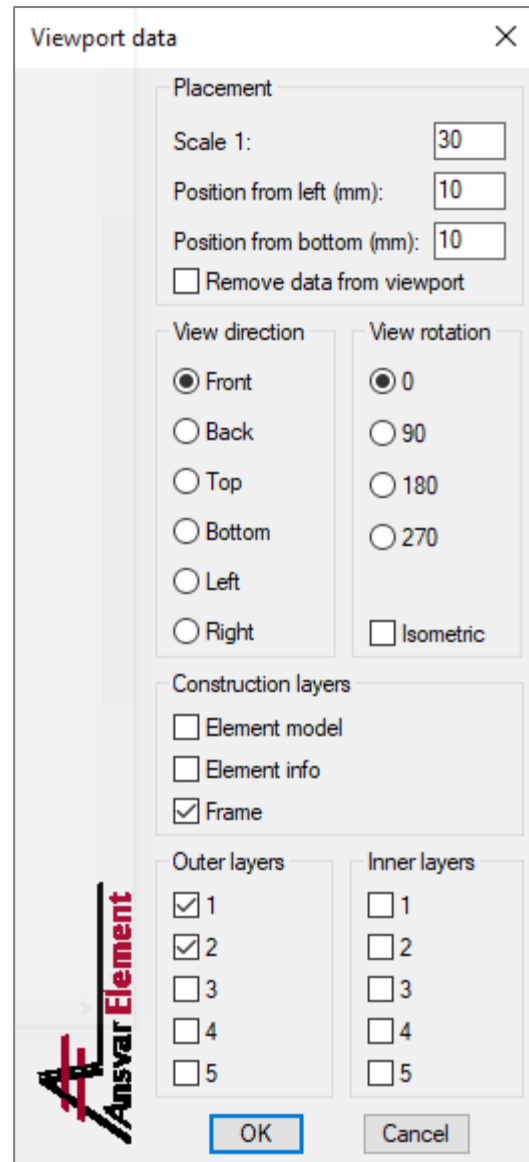 Viewport data
Placement
Scale 1: 30
Position from left (mm): 10
Position from bottom (mm): 10
Remove data from viewport
View direction
Front
Back
Top
Bottom
Left
Right
View rotation
0
90
180
270
Isometric
Construction layers
Element model
Element info
Frame
Outer layers
1
2
3
4
5
Inner layers
1
2
3
4
5
Ansvar Element
OK
Cancel